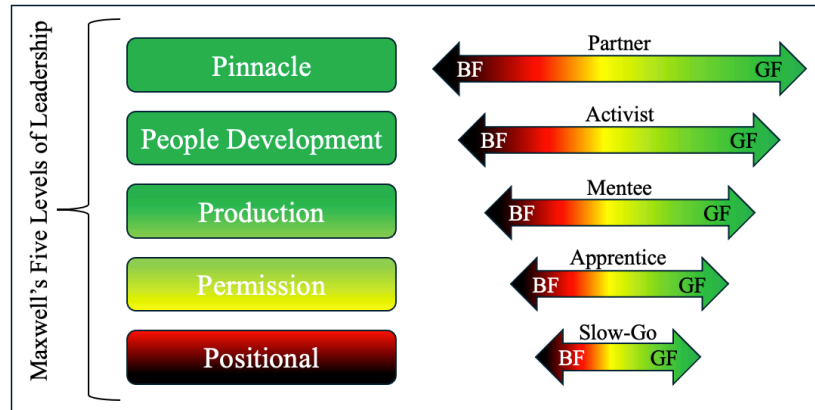 Maxwell's Five Levels of Leadership
Pinnacle
People Development
Production
Permission
Positional
Partner
BF GF
Activist
BF GF
Mentee
BF GF
Apprentice
BF GF
Slow-Go
BF GF